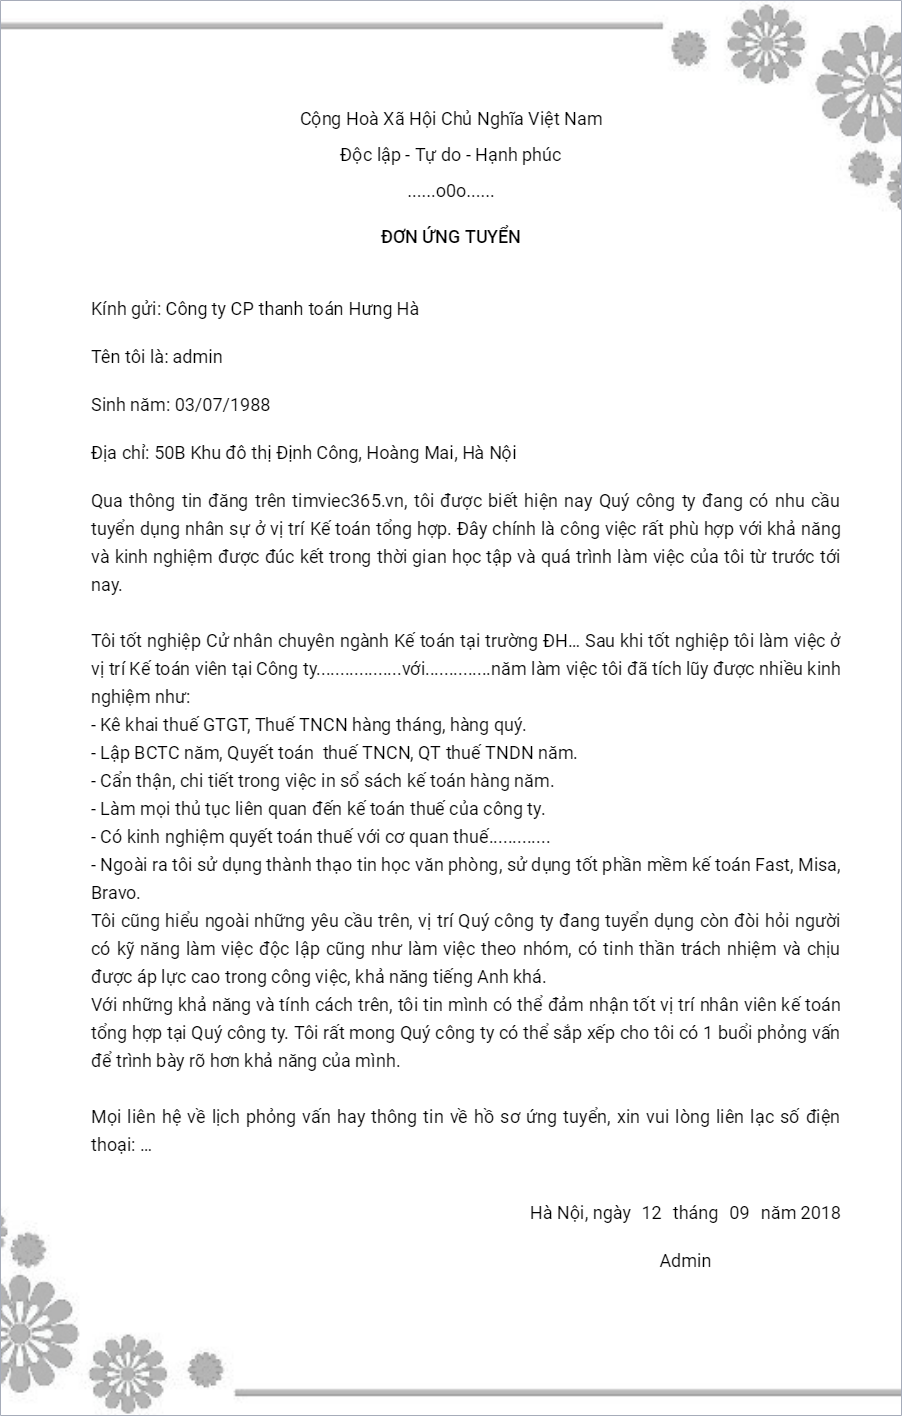 Cộng Hoà Xã Hội Chủ Nghĩa Việt Nam
Độc lập - Tự do - Hạnh phúc
......o0o......
ĐƠN ỨNG TUYỂN
Kính gửi: Công ty CP thanh toán Hưng Hà
Tên tôi là: admin
Sinh năm: 03/07/1988
Địa chỉ: 50B Khu đô thị Định Công, Hoàng Mai, Hà Nội
Qua thông tin đăng trên timviec365.vn, tôi được biết hiện nay Quý công ty đang có nhu cầu
tuyển dụng nhân sự ở vị trí Kế toán tổng hợp. Đây chính là công việc rất phù hợp với khả năng
và kinh nghiệm được đúc kết trong thời gian học tập và quá trình làm việc của tôi từ trước tới
nay.
Tôi tốt nghiệp Cử nhân chuyên ngành Kế toán tại trường ĐH... Sau khi tốt nghiệp tôi làm việc ở
vị trí Kế toán viên tại Công ty..................với..............năm làm việc tôi đã tích lũy được nhiều kinh
nghiệm như:
- Kê khai thuế GTGT, Thuế TNCN hàng tháng, hàng quý.
- Lập BCTC năm, Quyết toán  thuế TNCN, QT thuế TNDN năm.
- Cẩn thận, chi tiết trong việc in sổ sách kế toán hàng năm.
- Làm mọi thủ tục liên quan đến kế toán thuế của công ty.
- Có kinh nghiệm quyết toán thuế với cơ quan thuế.............
- Ngoài ra tôi sử dụng thành thạo tin học văn phòng, sử dụng tốt phần mềm kế toán Fast, Misa,
Bravo.
Tôi cũng hiểu ngoài những yêu cầu trên, vị trí Quý công ty đang tuyển dụng còn đòi hỏi người
có kỹ năng làm việc độc lập cũng như làm việc theo nhóm, có tinh thần trách nhiệm và chịu
được áp lực cao trong công việc, khả năng tiếng Anh khá.
Với những khả năng và tính cách trên, tôi tin mình có thể đảm nhận tốt vị trí nhân viên kế toán
tổng hợp tại Quý công ty. Tôi rất mong Quý công ty có thể sắp xếp cho tôi có 1 buổi phỏng vấn
để trình bày rõ hơn khả năng của mình.
Mọi liên hệ về lịch phỏng vấn hay thông tin về hồ sơ ứng tuyển, xin vui lòng liên lạc số điện
thoại: ...
Hà Nội, ngày  12  tháng  09  năm 2018
Admin